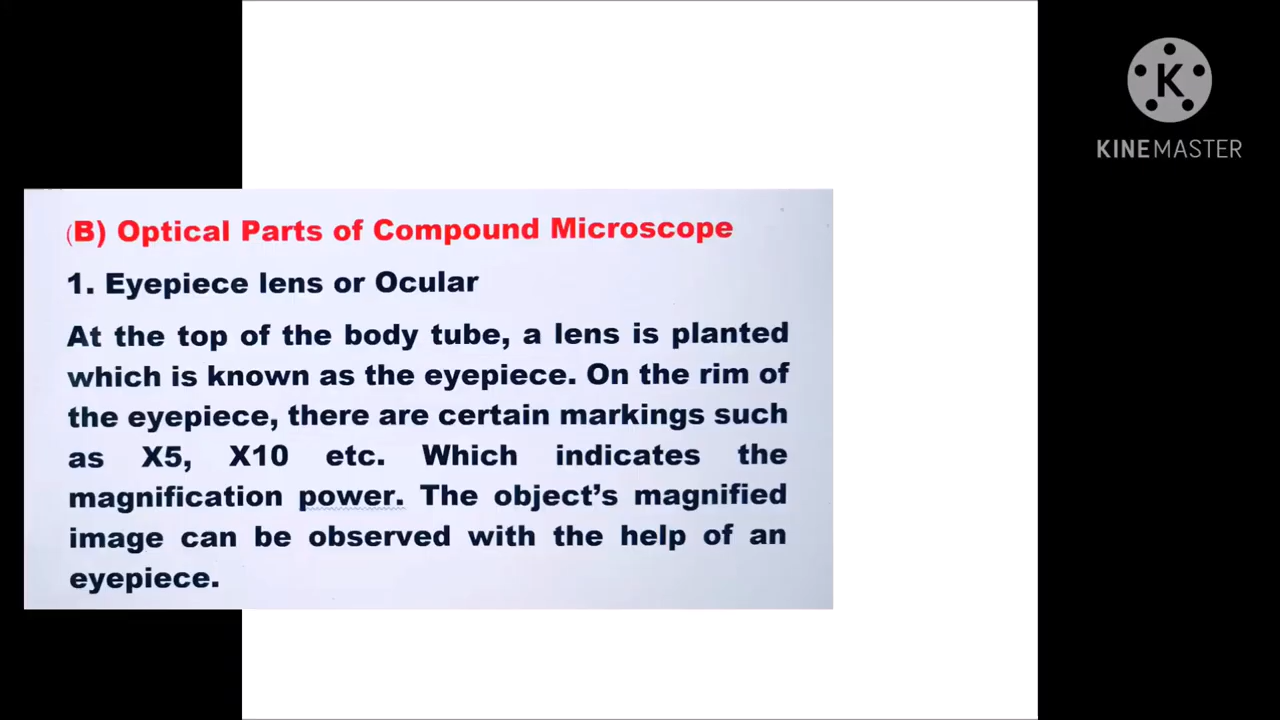 K
KINEMASTER
(B) Optical Parts of Compound Microscope
1. Eyepiece lens or Ocular
At the top of the body tube, a lens is planted
which is known as the eyepiece. On the rim of
the eyepiece, there are certain markings such
as X5, X10 etc. Which indicates the
magnification power. The object's magnified
image can be observed with the help of an
eyepiece.